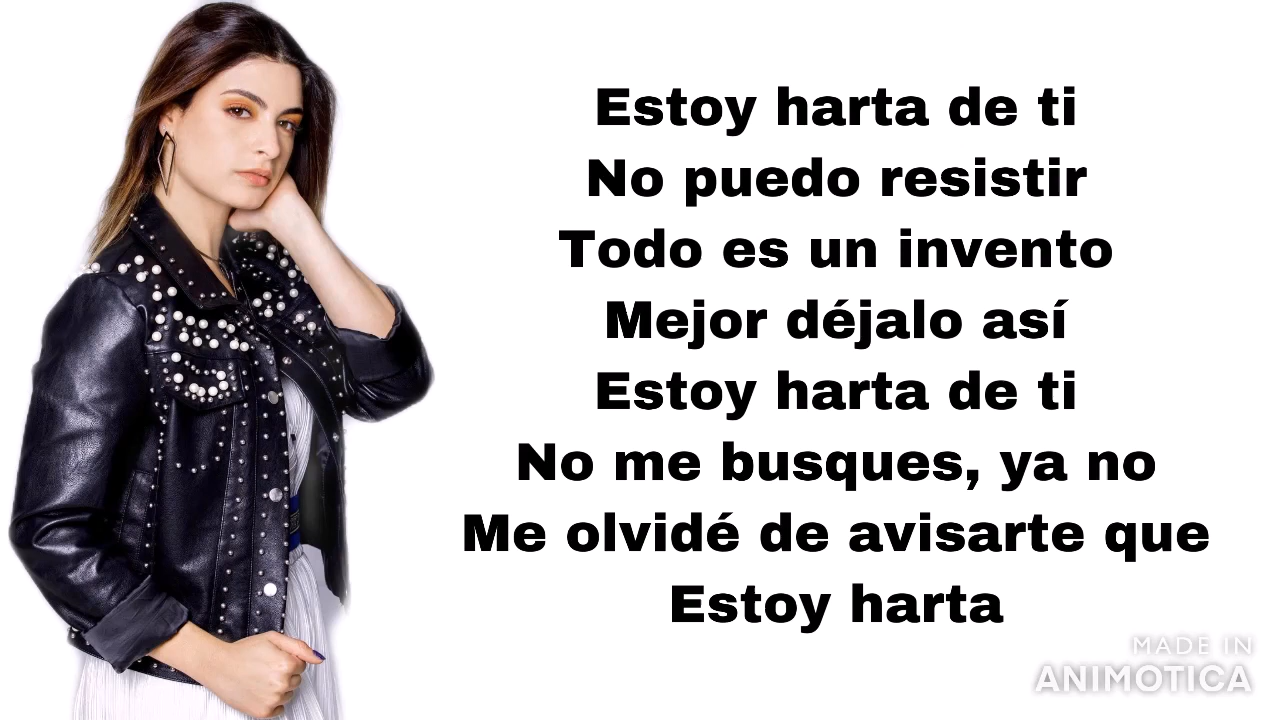 Estoy harta de ti
No puedo resistir
Todo es un invento
Mejor déjalo así
Estoy harta de ti
No me busques, ya no
Me olvidé de avisarte que
Estoy harta
MADE IN
ANIMOTICA